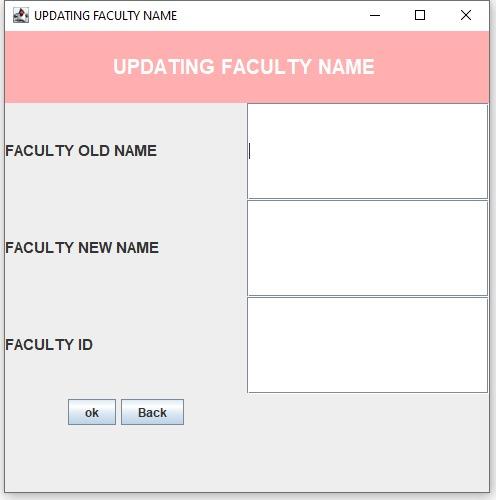 UPDATING FACULTY NAME
UPDATING FACULTY NAME
FACULTY OLD NAME
FACULTY NEW NAME
FACULTY ID
ok Back